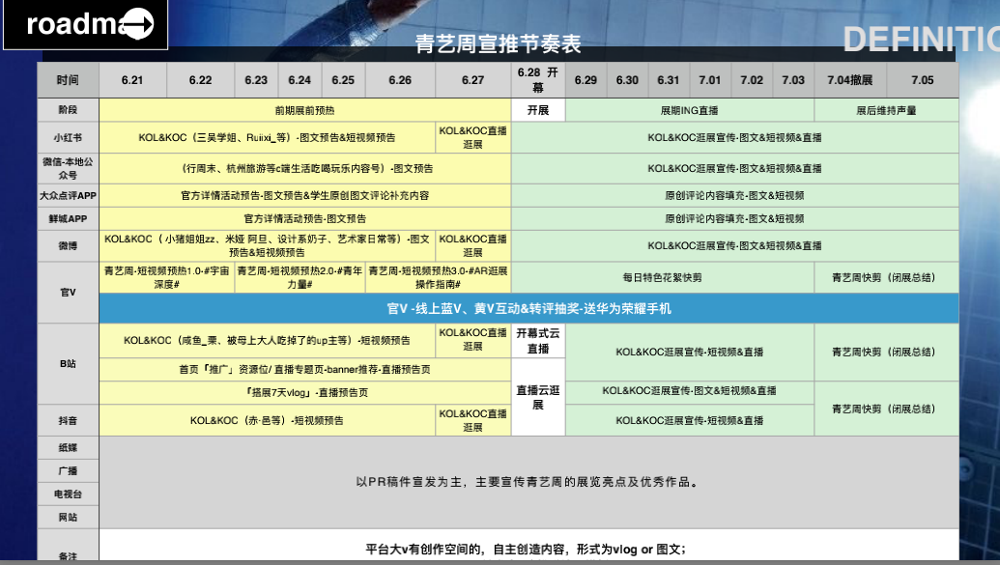 roadma
DEFINITIO
青艺周宣推节奏表
时间 6.21 6.22 6.23 6.24 6.25 6.26 6.27 6.28 开幕 6.29 6.30 6.31 7.01 7.02 7.03 7.04撤展 7.05
阶段 前期展前预热 开展 展期ING直播 展后维持声量
小红书 KOL&KOC（三吴学姐、Ruiixi_等）-图文预告&短视频预告 KOL&KOC直播逛展 KOL&KOC逛展宣传-图文&短视频&直播
微信-本地公众号 （行周末、杭州旅游等c端生活吃喝玩乐内容号）-图文预告 KOL&KOC逛展宣传-图文&短视频&直播
大众点评APP 官方详情活动预告-图文预告&学生原创图文评论补充内容 原创评论内容填充-图文&短视频
鲜城APP 官方详情活动预告-图文预告 原创评论内容填充-图文&短视频
微博 KOL&KOC（ 小猪姐姐zz、米娅 阿旦、设计系奶子、艺术家日常等）-图文预告&短视频预告 KOL&KOC直播逛展 KOL&KOC逛展宣传-图文&短视频&直播
官V 青艺周-短视频预热1.0-#宇宙深度# 青艺周-短视频预热2.0-#青年力量# 青艺周-短视频预热3.0-#AR逛展操作指南# 每日特色花絮快剪 青艺周快剪（闭展总结）
官V -线上蓝V、黄V互动&转评抽奖-送华为荣耀手机
B站 KOL&KOC（咸鱼_栗、被母上大人吃掉了的up主等）-短视频预告 KOL&KOC直播逛展 开幕式云直播 KOL&KOC逛展宣传-短视频&直播 青艺周快剪（闭展总结）
首页「推广」资源位/ 直播专题页-banner推荐-直播预告页 直播云逛展
「搭展7天vlog」-直播预告页 KOL&KOC逛展宣传-图文&短视频&直播 青艺周快剪（闭展总结）
抖音 KOL&KOC（赤·邑等）-短视频预告 KOL&KOC直播逛展 KOL&KOC逛展宣传-短视频&直播
纸媒
广播
电视台
网站
以PR稿件宣发为主，主要宣传青艺周的展览亮点及优秀作品。
备注 平台大v有创作空间的，自主创造内容，形式为vlog or 图文；